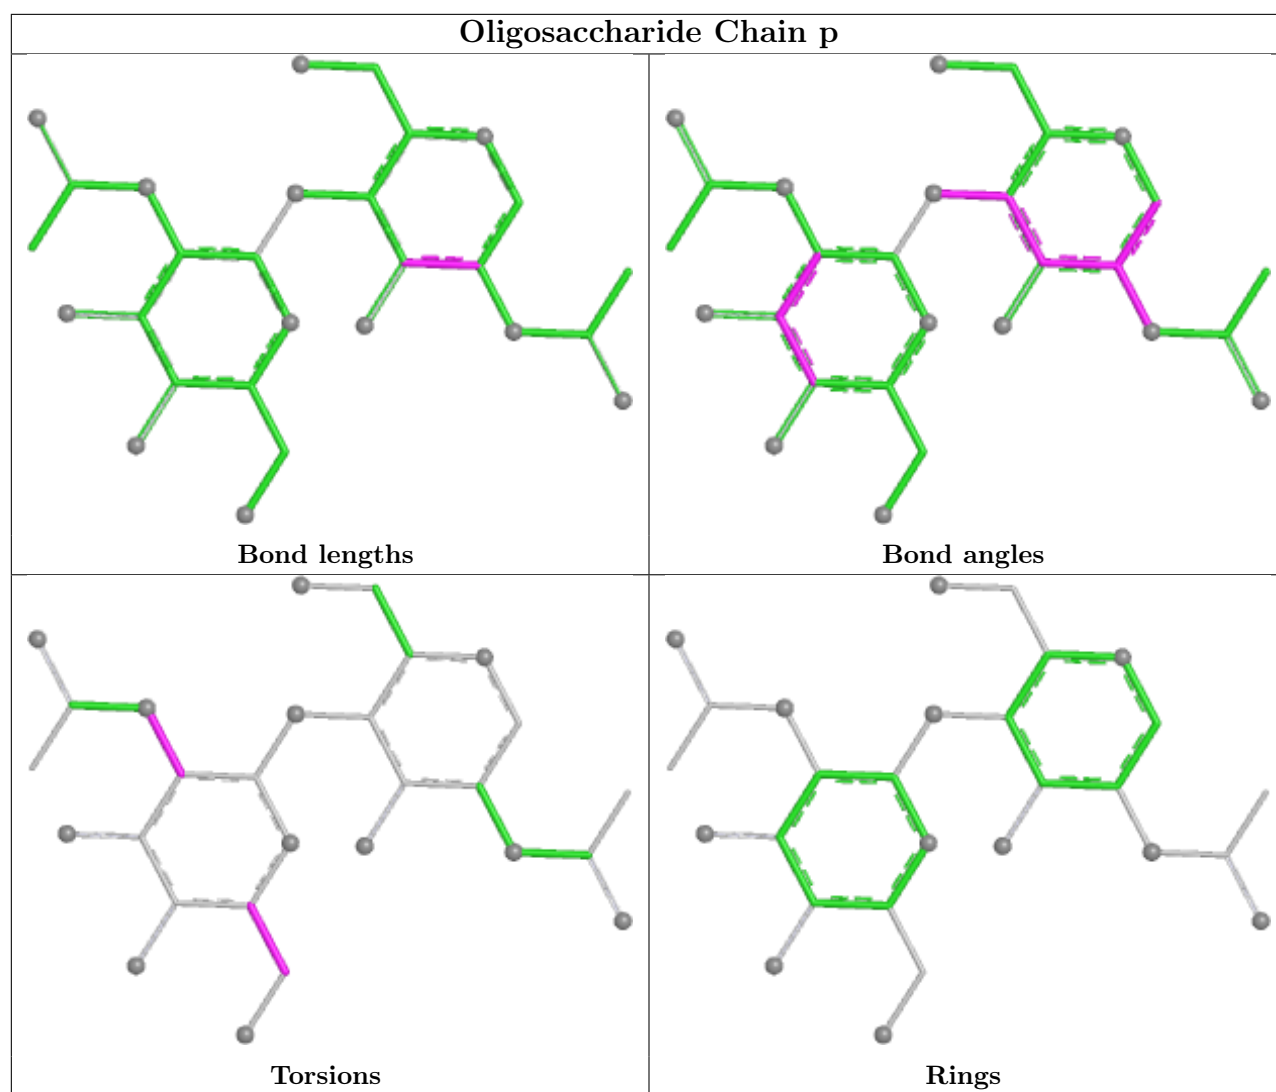 Oligosaccharide Chain p
Bond lengths
Bond angles
Torsions
Rings